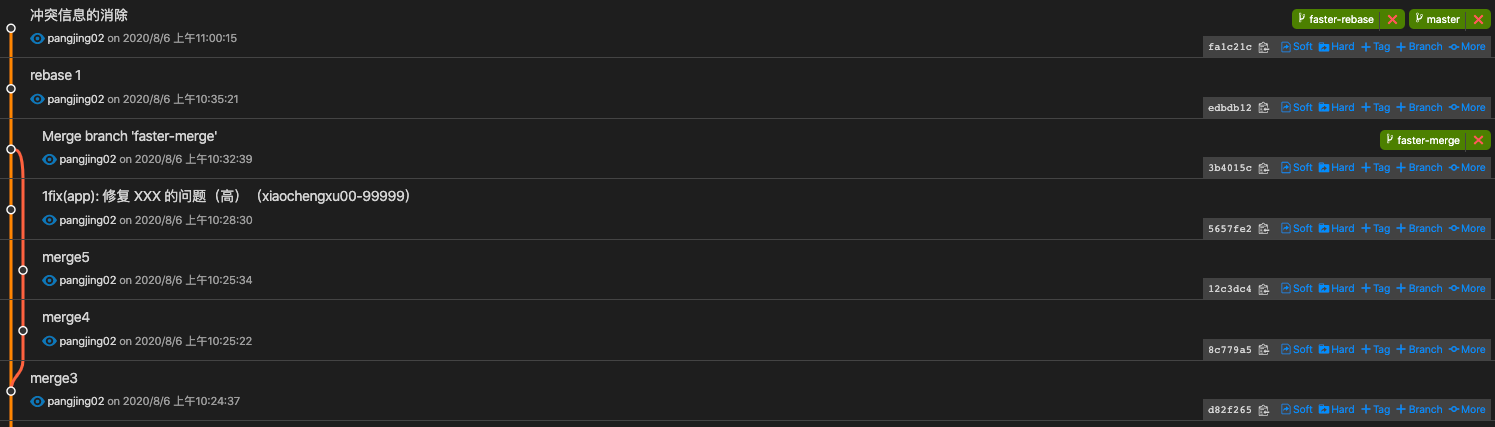 冲突信息的消除
faster-rebase master
pangjing02 on 2020/8/6 上午11:00:15
fa1c21c Soft Hard Tag Branch More
rebase 1
pangjing02 on 2020/8/6 上午10:35:21
edbdb12 Soft Hard Tag Branch More
Merge branch 'faster-merge'
faster-merge
pangjing02 on 2020/8/6 上午10:32:39
3b4015c Soft Hard Tag Branch More
1fix(app): 修复 XXX 的问题（高）（xiaochengxu00-99999）
pangjing02 on 2020/8/6 上午10:28:30
5657fe2 Soft Hard Tag Branch More
merge5
pangjing02 on 2020/8/6 上午10:25:34
12c3dc4 Soft Hard Tag Branch More
merge4
pangjing02 on 2020/8/6 上午10:25:22
8c779a5 Soft Hard Tag Branch More
merge3
pangjing02 on 2020/8/6 上午10:24:37
d82f265 Soft Hard Tag Branch More